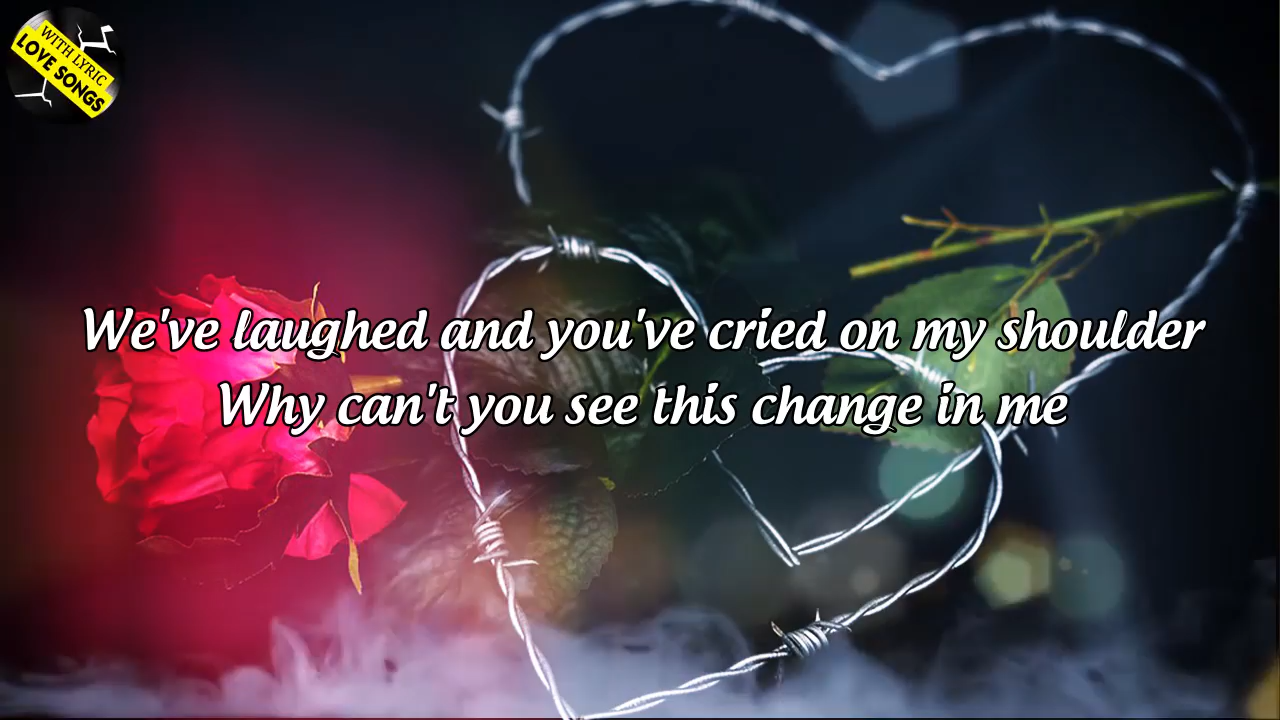 WITH LYRIC
LOVE SONGS
We've laughed and you've cried on my shoulder
Why can't you see this change in me